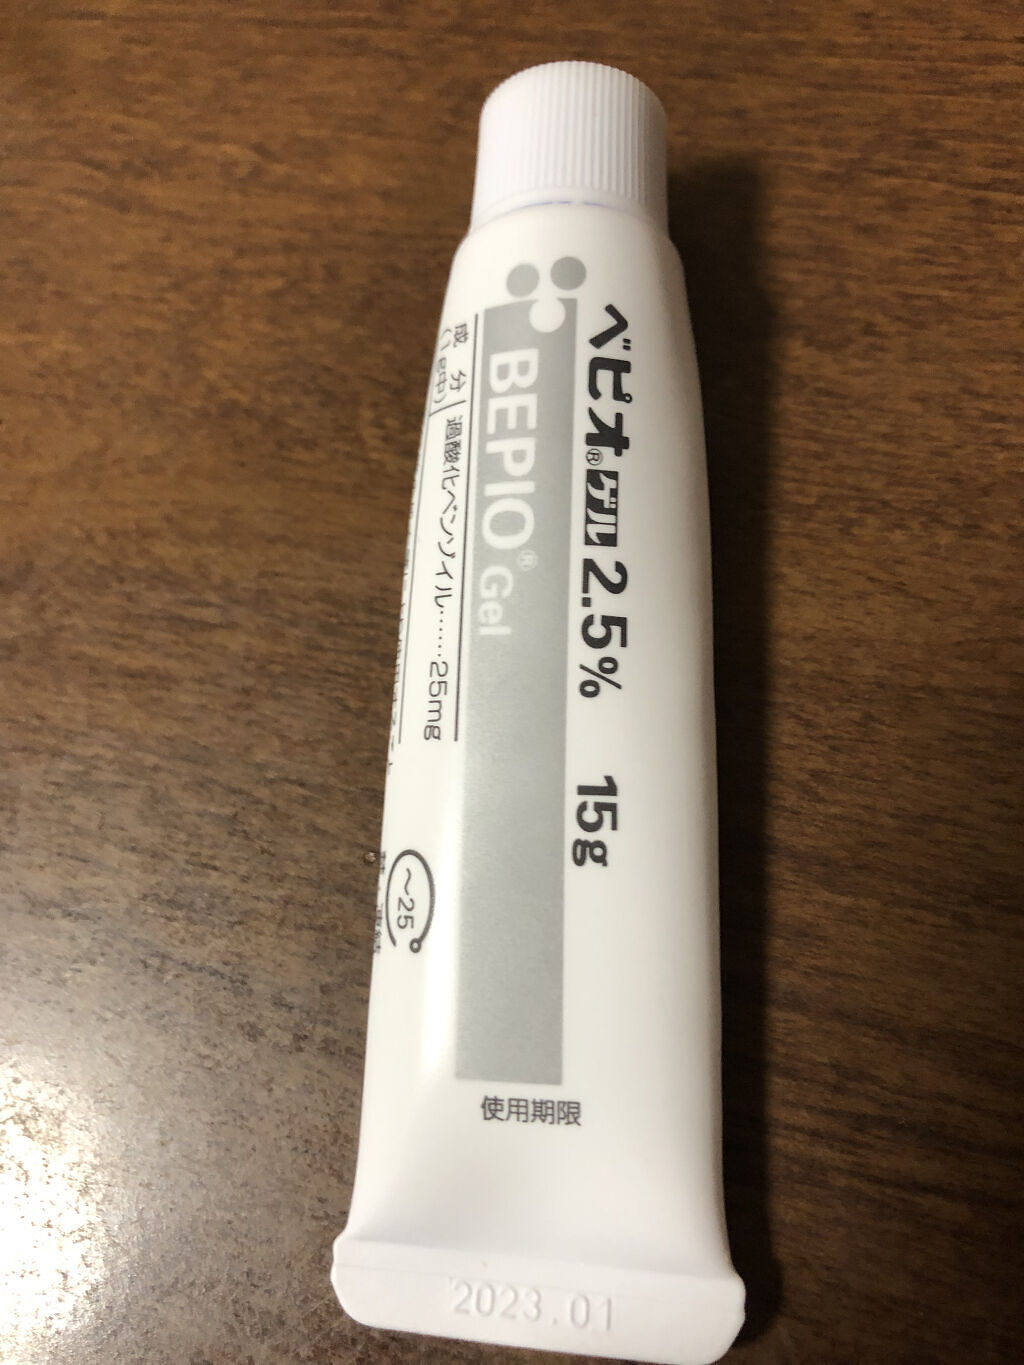 ベピオ®ゲル2.5% 15g
BEPIO® Gel
成分
(1g中)
過酸化ベンゾイル……25mg
~25°
使用期限
2023.01